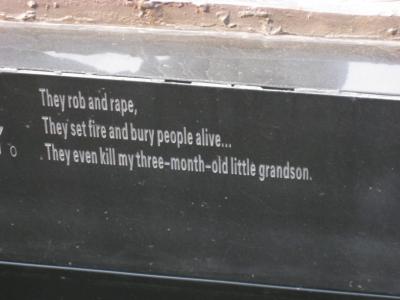 They rob and rape,
They set fire and bury people alive...
They even kill my three-month-old little grandson.